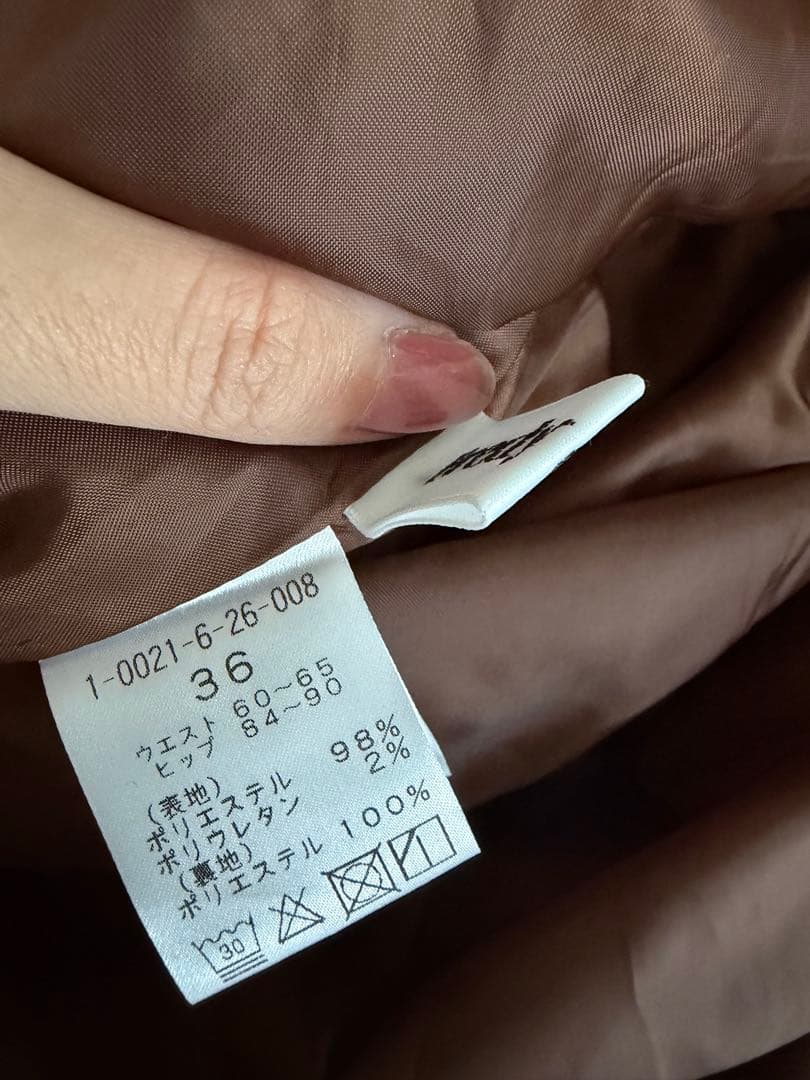 1-0021-6-26-008
36
ウエスト 60~65
ヒップ 84~90
(表地)
ポリエステル 98%
ポリウレタン 2%
(裏地)
ポリエステル 100%
30